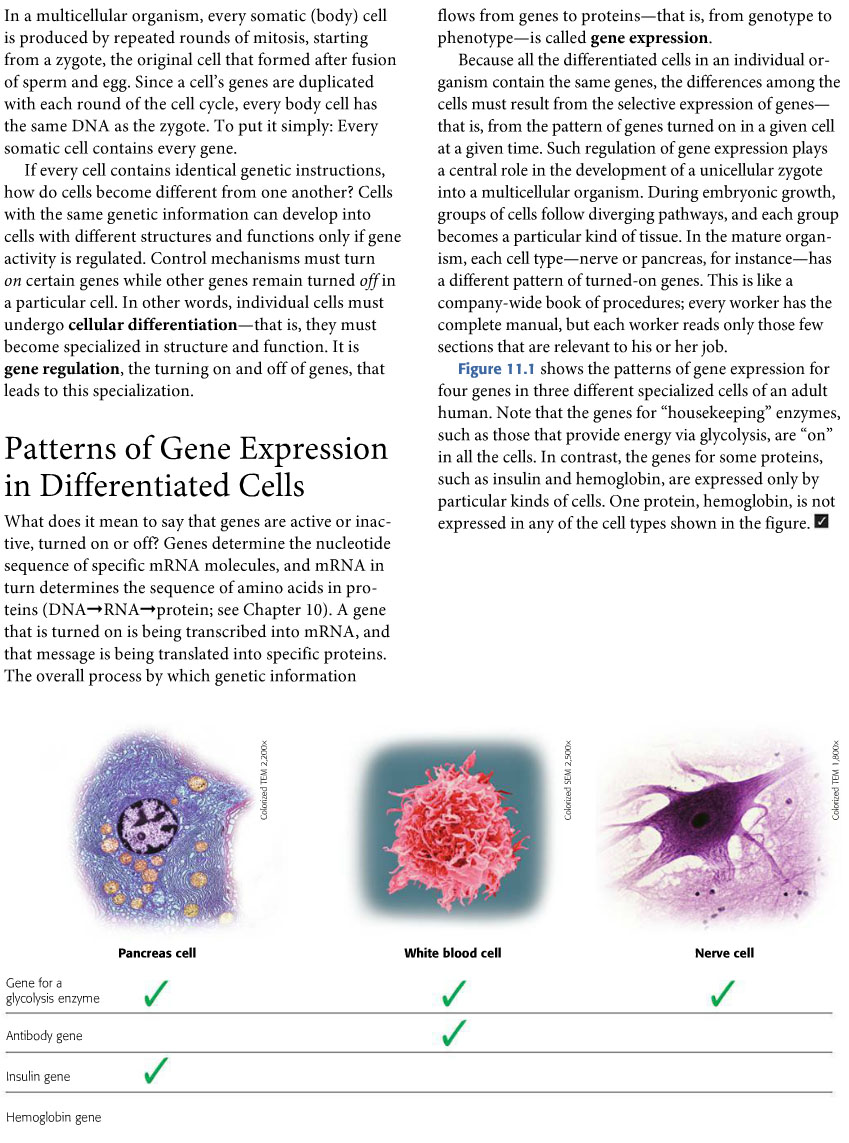 In a multicellular organism, every somatic (body) cell
is produced by repeated rounds of mitosis, starting
from a zygote, the original cell that formed after fusion
of sperm and egg. Since a cell's genes are duplicated
with each round of the cell cycle, every body cell has
the same DNA as the zygote. To put it simply: Every
somatic cell contains every gene.
If every cell contains identical genetic instructions,
how do cells become different from one another? Cells
with the same genetic information can develop into
cells with different structures and functions only if gene
activity is regulated. Control mechanisms must turn
on certain genes while other genes remain turned off in
a particular cell. In other words, individual cells must
undergo cellular differentiation—that is, they must
become specialized in structure and function. It is
gene regulation, the turning on and off of genes, that
leads to this specialization.
Patterns of Gene Expression
in Differentiated Cells
What does it mean to say that genes are active or inac-
tive, turned on or off? Genes determine the nucleotide
sequence of specific mRNA molecules, and mRNA in
turn determines the sequence of amino acids in pro-
teins (DNA→RNA→protein; see Chapter 10). A gene
that is turned on is being transcribed into mRNA, and
that message is being translated into specific proteins.
The overall process by which genetic information
flows from genes to proteins—that is, from genotype to
phenotype—is called gene expression.
Because all the differentiated cells in an individual or-
ganism contain the same genes, the differences among the
cells must result from the selective expression of genes—
that is, from the pattern of genes turned on in a given cell
at a given time. Such regulation of gene expression plays
a central role in the development of a unicellular zygote
into a multicellular organism. During embryonic growth,
groups of cells follow diverging pathways, and each group
becomes a particular kind of tissue. In the mature organ-
ism, each cell type—nerve or pancreas, for instance—has
a different pattern of turned-on genes. This is like a
company-wide book of procedures; every worker has the
complete manual, but each worker reads only those few
sections that are relevant to his or her job.
Figure 11.1 shows the patterns of gene expression for
four genes in three different specialized cells of an adult
human. Note that the genes for "housekeeping" enzymes,
such as those that provide energy via glycolysis, are "on"
in all the cells. In contrast, the genes for some proteins,
such as insulin and hemoglobin, are expressed only by
particular kinds of cells. One protein, hemoglobin, is not
expressed in any of the cell types shown in the figure. ✓
Colorized TEM 2,200×
Colorized SEM 2,500×
Colorized TEM 1,800×
Pancreas cell
White blood cell
Nerve cell
Gene for a
glycolysis enzyme ✓ ✓ ✓
Antibody gene ✓
Insulin gene ✓
Hemoglobin gene